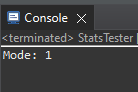 Console
<terminated> StatsTester [
Mode: 1